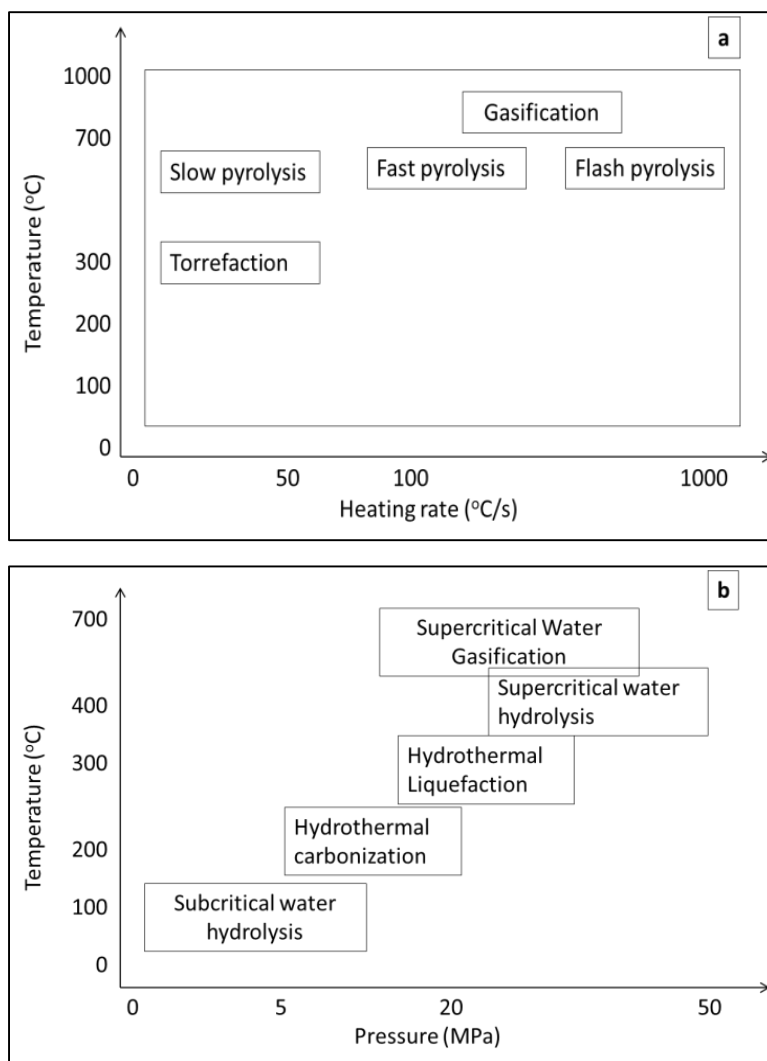 a
1000
Gasification
700
Slow pyrolysis
Fast pyrolysis
Flash pyrolysis
300
Torrefaction
200
100
0
0 50 100 1000
Heating rate (°C/s)
Temperature (°C)
b
700
Supercritical Water
Gasification
Supercritical water
hydrolysis
400
Hydrothermal
Liquefaction
300
Hydrothermal
carbonization
200
Subcritical water
hydrolysis
100
0
0 5 20 50
Pressure (MPa)
Temperature (°C)